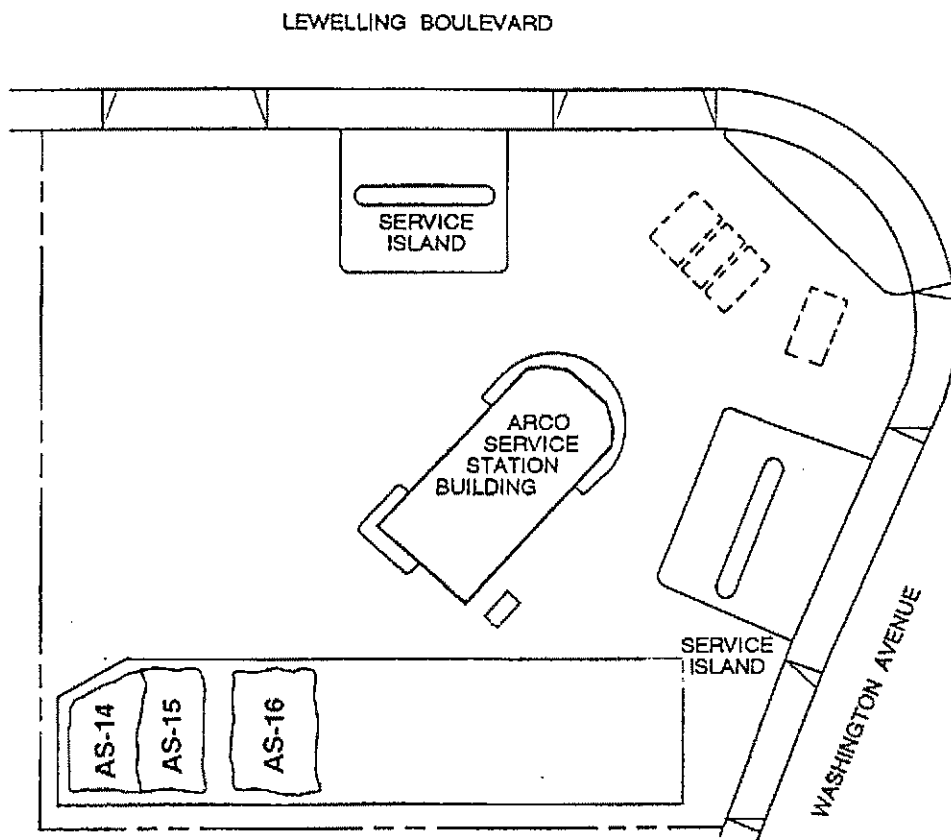 LEWELLING BOULEVARD
SERVICE
ISLAND
ARCO
SERVICE
STATION
BUILDING
SERVICE
ISLAND
WASHINGTON AVENUE
AS-14
AS-15
AS-16